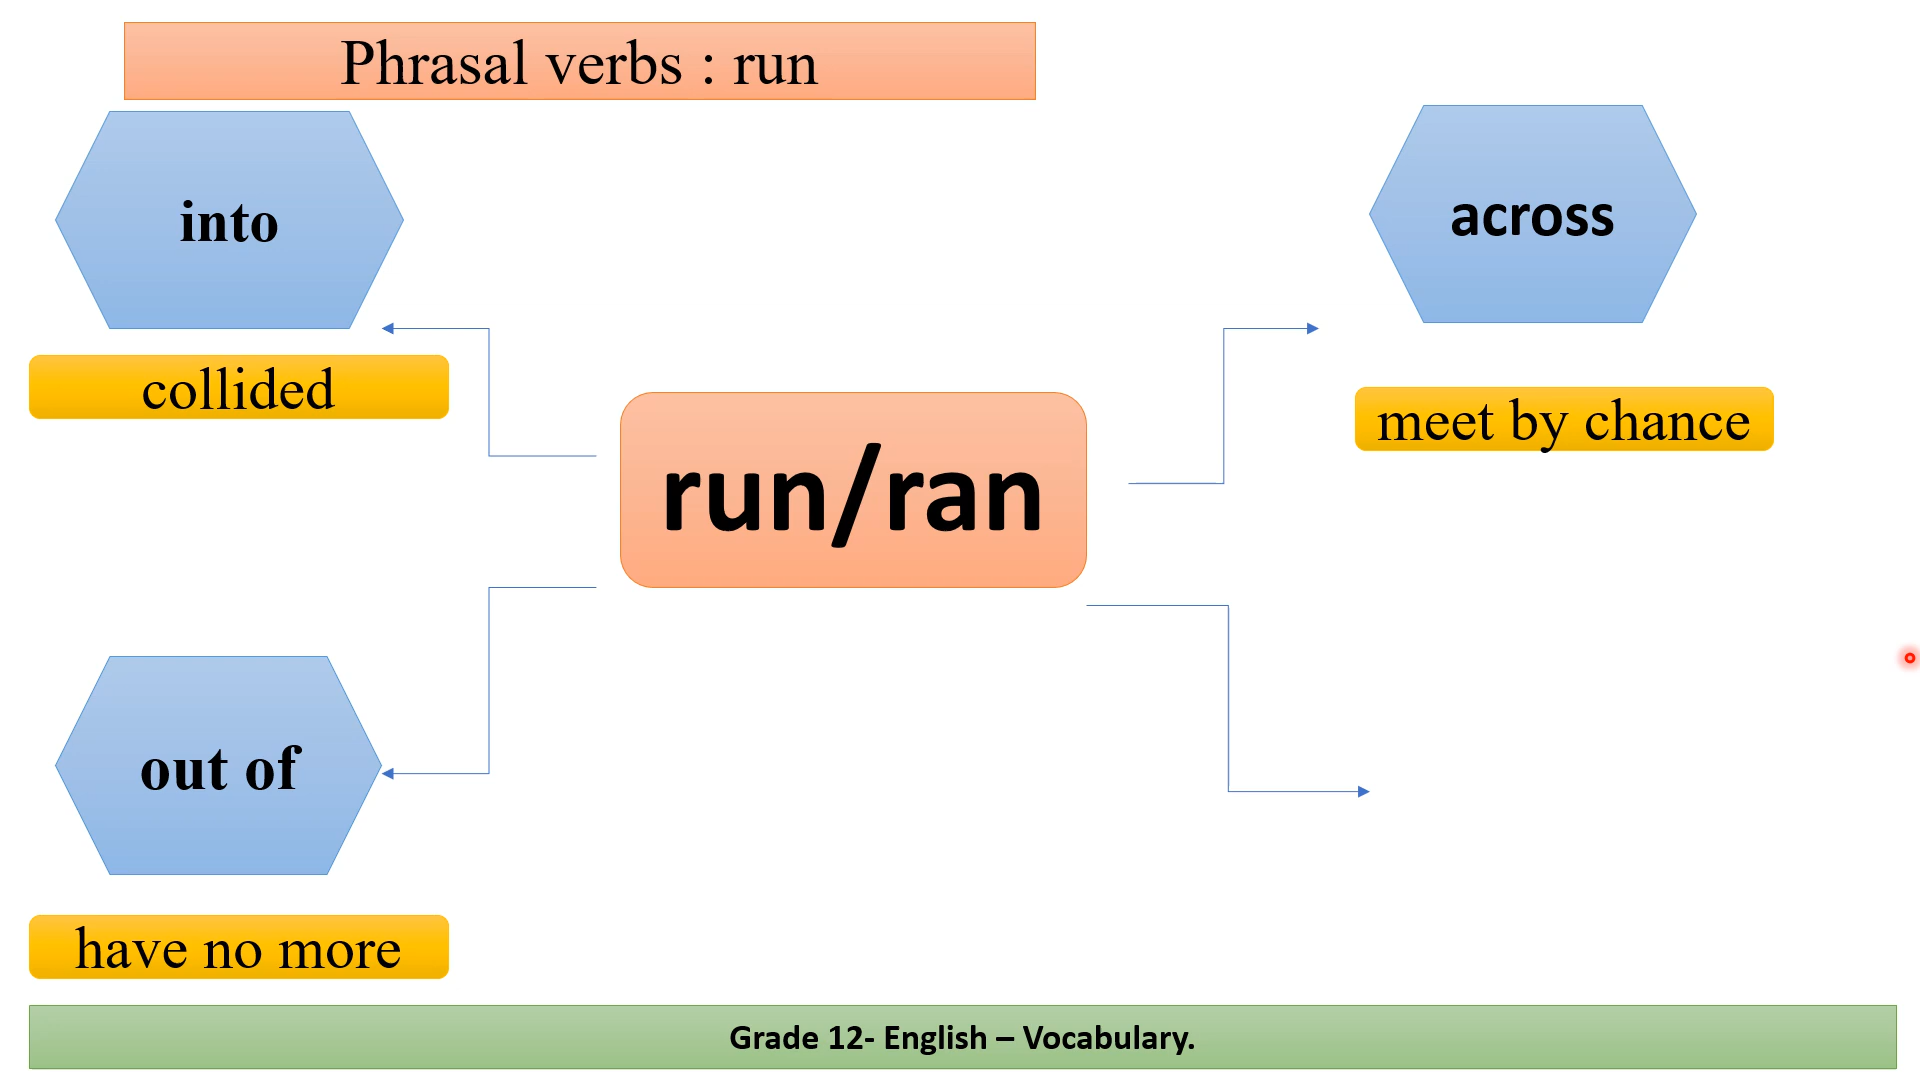 Phrasal verbs : run
into
across
collided
meet by chance
run/ran
out of
have no more
Grade 12- English – Vocabulary.